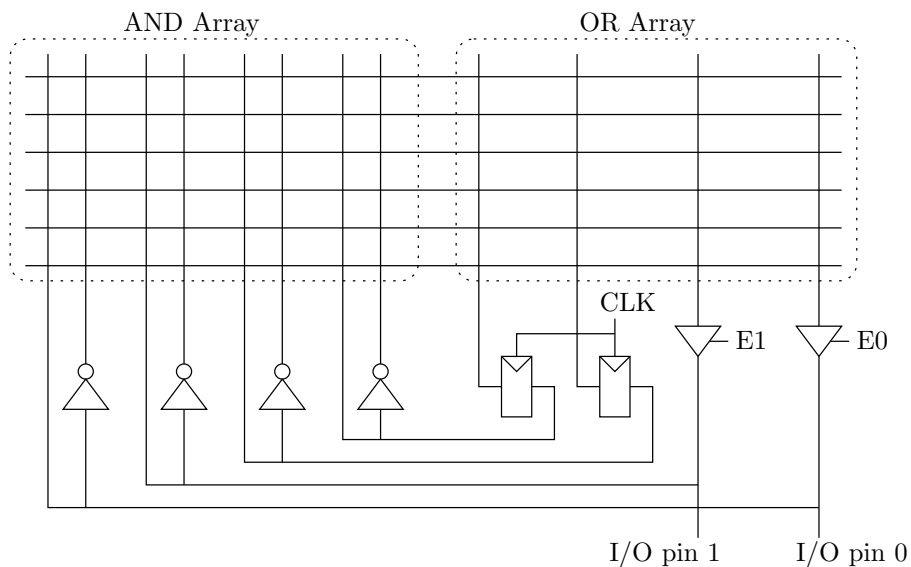 AND Array
OR Array
CLK
E1
E0
I/O pin 1
I/O pin 0